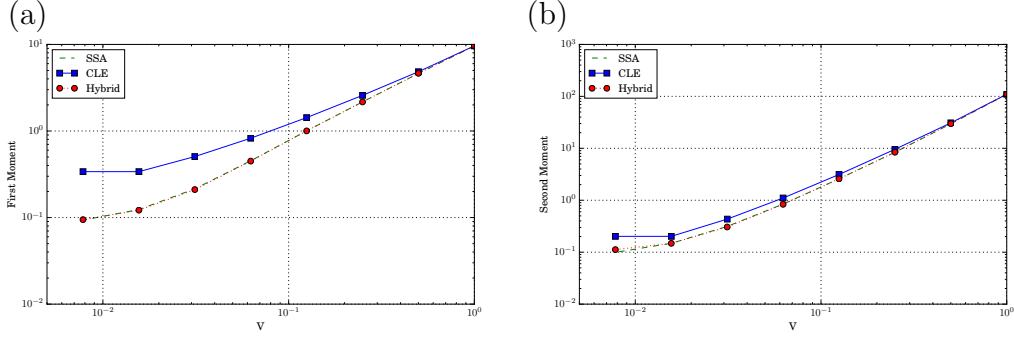 (a)
10^1
10^0
10^{-1}
10^{-2}
First Moment
SSA
CLE
Hybrid
10^{-2}
10^{-1}
10^0
v
(b)
10^3
10^2
10^1
10^0
10^{-1}
10^{-2}
Second Moment
SSA
CLE
Hybrid
10^{-2}
10^{-1}
10^0
v